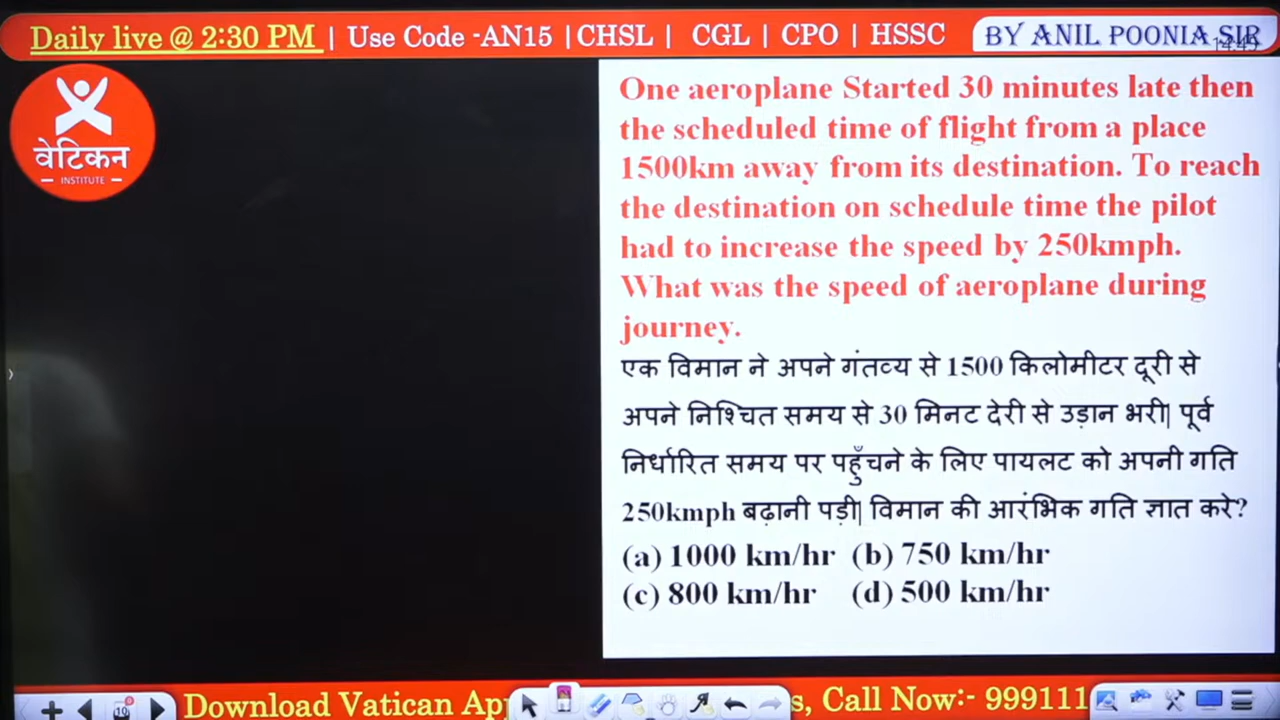 Daily live @ 2:30 PM | Use Code -AN15 |CHSL | CGL | CPO | HSSC
BY ANIL POONIA SIR
14:45
वेटिकन
INSTITUTE
One aeroplane Started 30 minutes late then
the scheduled time of flight from a place
1500km away from its destination. To reach
the destination on schedule time the pilot
had to increase the speed by 250kmph.
What was the speed of aeroplane during
journey.
एक विमान ने अपने गंतव्य से 1500 किलोमीटर दूरी से
अपने निश्चित समय से 30 मिनट देरी से उड़ान भरी| पूर्व
निर्धारित समय पर पहुँचने के लिए पायलट को अपनी गति
250kmph बढ़ानी पड़ी| विमान की आरंभिक गति ज्ञात करे?
(a) 1000 km/hr (b) 750 km/hr
(c) 800 km/hr (d) 500 km/hr
Download Vatican Ap
s, Call Now:- 999111